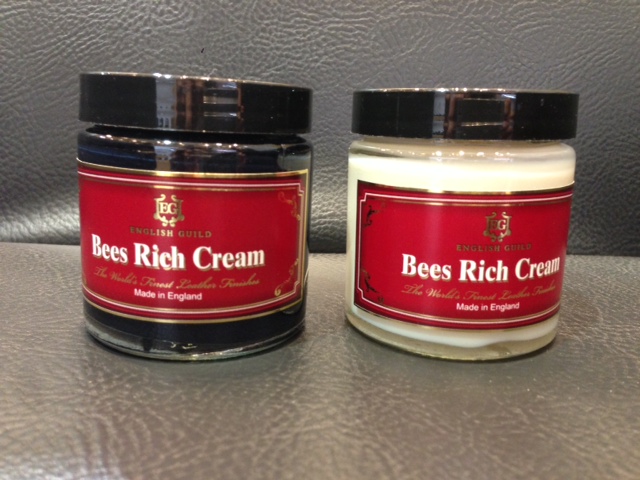 EG
ENGLISH GUILD
Bees Rich Cream
The World's Finest Leather Finishes
Made in England
EG
ENGLISH GUILD
Bees Rich Cream
The World's Finest Leather Finishes
Made in England